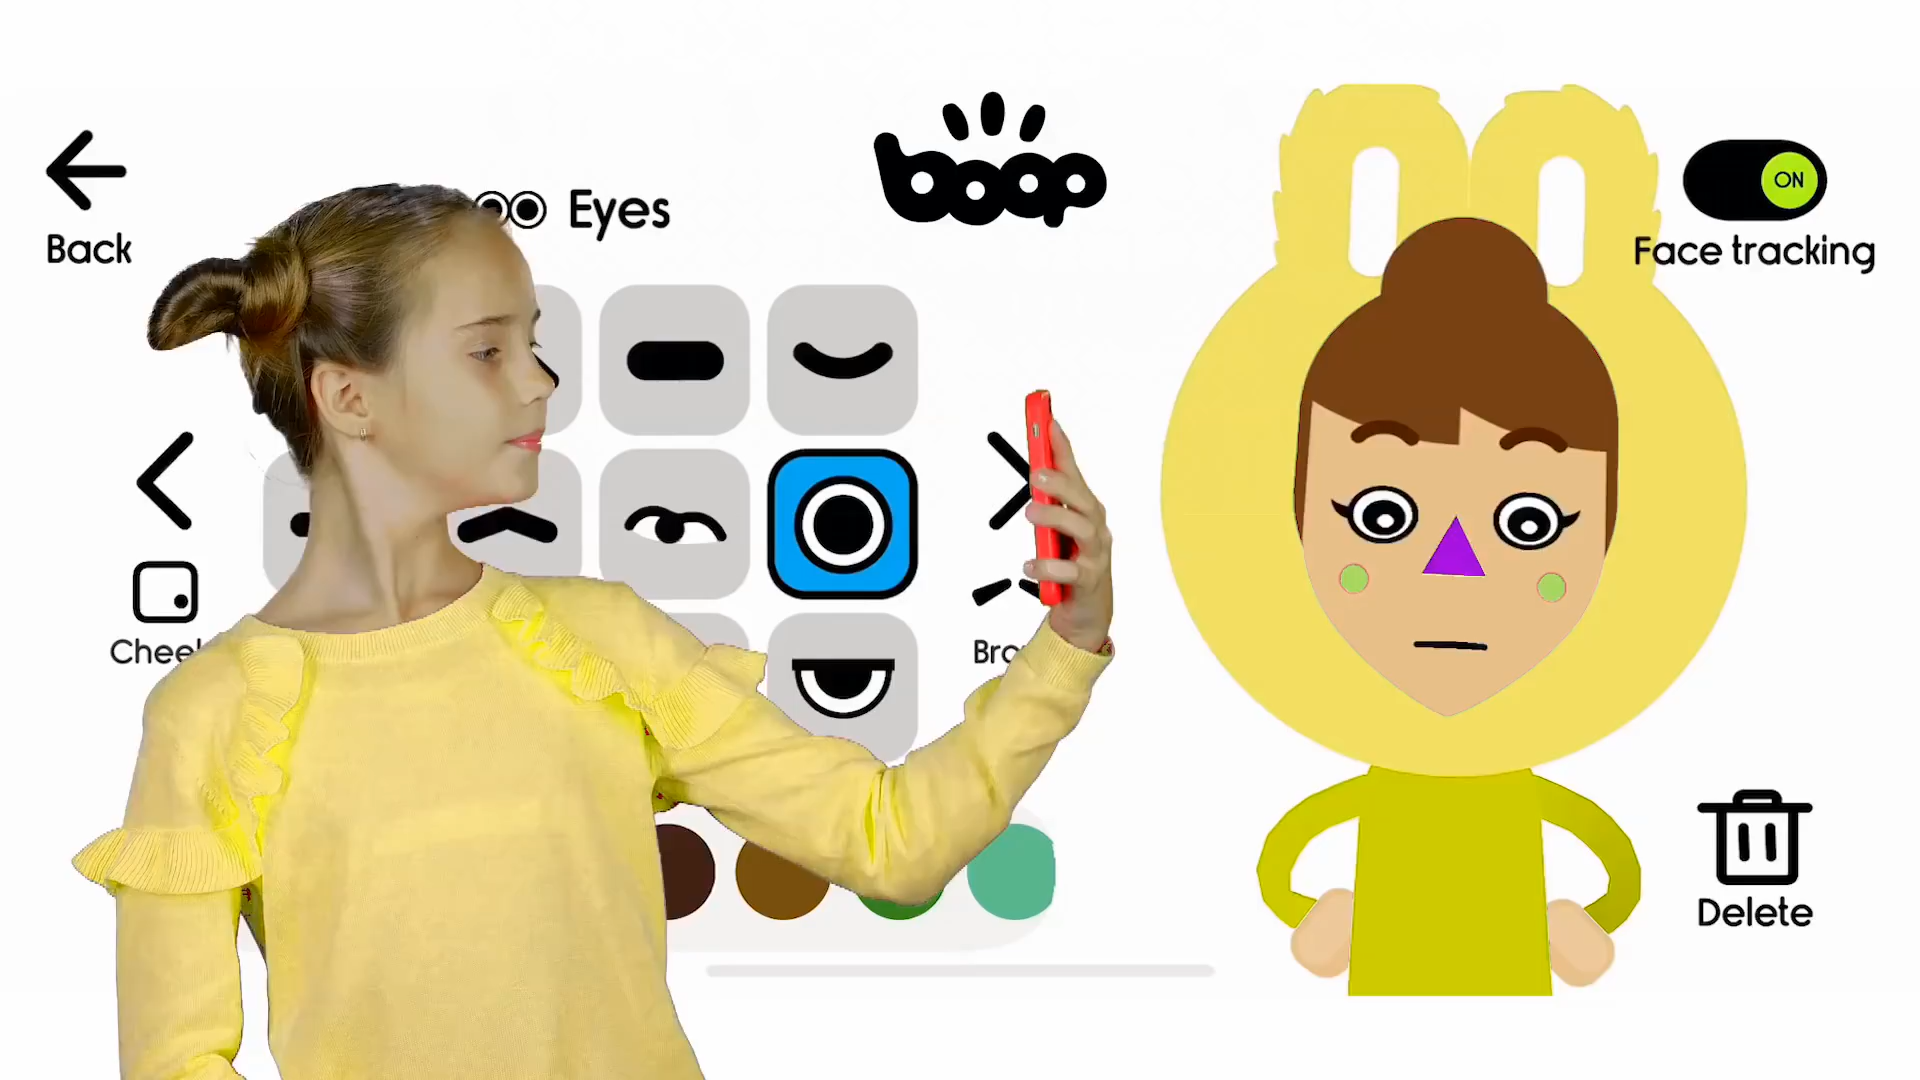 boop
ON
Eyes
Back
Face tracking
Delete